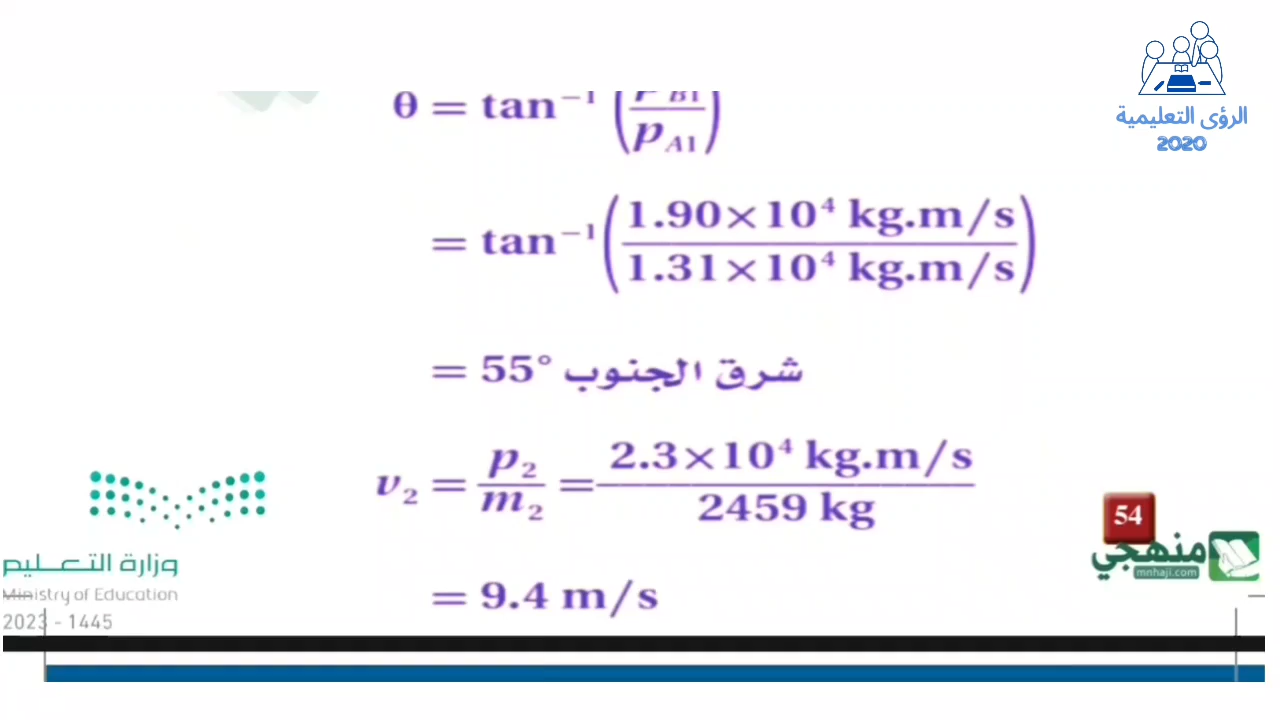 الرؤى التعليمية
2020
θ = tan⁻¹ (pB1/pA1)
= tan⁻¹ (1.90×10⁴ kg.m/s / 1.31×10⁴ kg.m/s)
= 55° شرق الجنوب
v₂ = p₂/m₂ = 2.3×10⁴ kg.m/s / 2459 kg
= 9.4 m/s
54
منهجي
mnhaji.com
وزارة التعليم
Ministry of Education
2023 - 1445